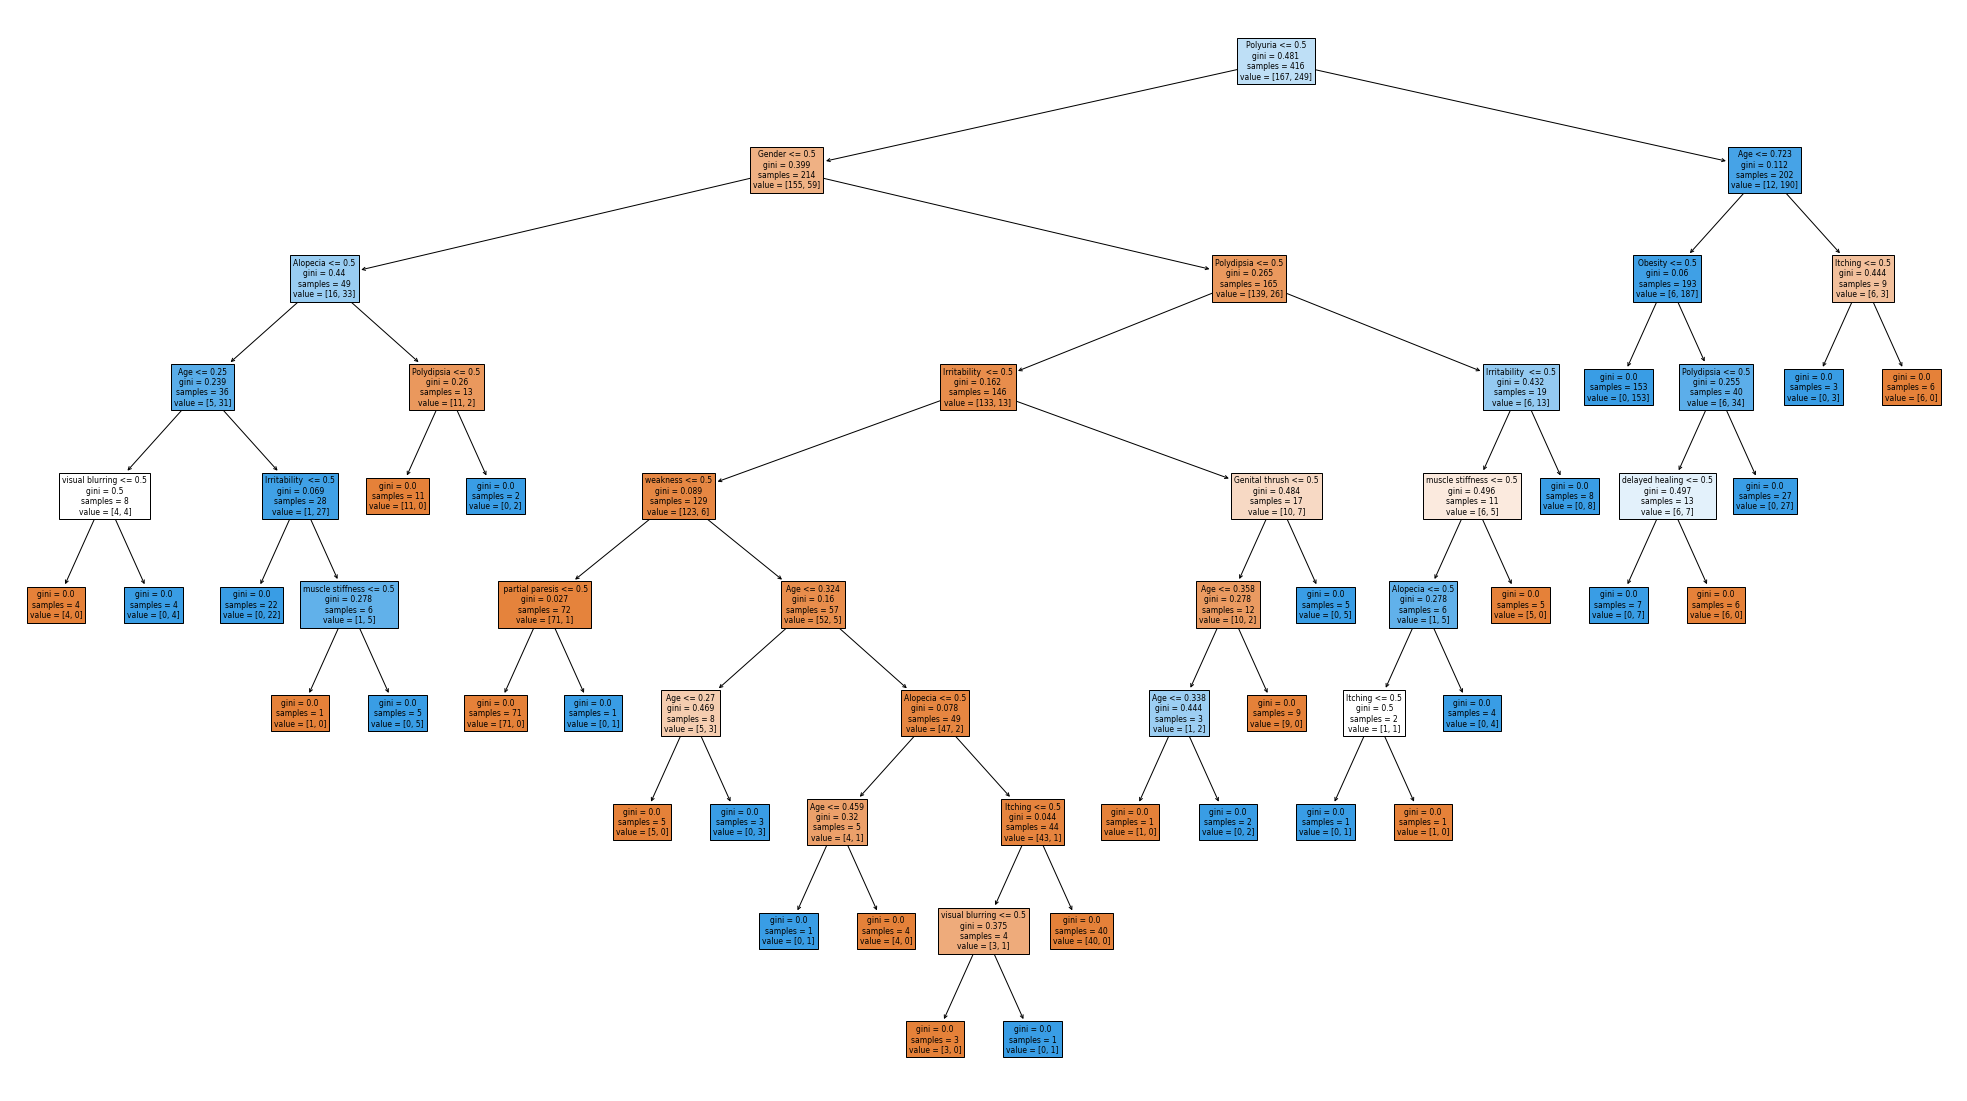 Polyuria <= 0.5
gini = 0.481
samples = 416
value = [167, 249]
Gender <= 0.5
gini = 0.399
samples = 214
value = [155, 59]
Age <= 0.723
gini = 0.112
samples = 202
value = [12, 190]
Alopecia <= 0.5
gini = 0.44
samples = 49
value = [16, 33]
Polydipsia <= 0.5
gini = 0.265
samples = 165
value = [139, 26]
Obesity <= 0.5
gini = 0.06
samples = 193
value = [6, 187]
Itching <= 0.5
gini = 0.444
samples = 9
value = [6, 3]
Age <= 0.25
gini = 0.239
samples = 36
value = [5, 31]
Polydipsia <= 0.5
gini = 0.26
samples = 13
value = [11, 2]
Irritability  <= 0.5
gini = 0.162
samples = 146
value = [133, 13]
Irritability  <= 0.5
gini = 0.432
samples = 19
value = [6, 13]
gini = 0.0
samples = 153
value = [0, 153]
Polydipsia <= 0.5
gini = 0.255
samples = 40
value = [6, 34]
gini = 0.0
samples = 3
value = [0, 3]
gini = 0.0
samples = 6
value = [6, 0]
visual blurring <= 0.5
gini = 0.5
samples = 8
value = [4, 4]
Irritability  <= 0.5
gini = 0.069
samples = 28
value = [1, 27]
gini = 0.0
samples = 11
value = [11, 0]
gini = 0.0
samples = 2
value = [0, 2]
weakness <= 0.5
gini = 0.089
samples = 129
value = [123, 6]
Genital thrush <= 0.5
gini = 0.484
samples = 17
value = [10, 7]
muscle stiffness <= 0.5
gini = 0.496
samples = 11
value = [6, 5]
gini = 0.0
samples = 8
value = [0, 8]
delayed healing <= 0.5
gini = 0.497
samples = 13
value = [6, 7]
gini = 0.0
samples = 27
value = [0, 27]
gini = 0.0
samples = 4
value = [4, 0]
gini = 0.0
samples = 4
value = [0, 4]
gini = 0.0
samples = 22
value = [0, 22]
muscle stiffness <= 0.5
gini = 0.278
samples = 6
value = [1, 5]
partial paresis <= 0.5
gini = 0.027
samples = 72
value = [71, 1]
Age <= 0.324
gini = 0.16
samples = 57
value = [52, 5]
Age <= 0.358
gini = 0.278
samples = 12
value = [10, 2]
gini = 0.0
samples = 5
value = [0, 5]
Alopecia <= 0.5
gini = 0.278
samples = 6
value = [1, 5]
gini = 0.0
samples = 5
value = [5, 0]
gini = 0.0
samples = 7
value = [0, 7]
gini = 0.0
samples = 6
value = [6, 0]
gini = 0.0
samples = 1
value = [1, 0]
gini = 0.0
samples = 5
value = [0, 5]
gini = 0.0
samples = 71
value = [71, 0]
gini = 0.0
samples = 1
value = [0, 1]
Age <= 0.27
gini = 0.469
samples = 8
value = [5, 3]
Alopecia <= 0.5
gini = 0.078
samples = 49
value = [47, 2]
Age <= 0.338
gini = 0.444
samples = 3
value = [1, 2]
gini = 0.0
samples = 9
value = [9, 0]
Itching <= 0.5
gini = 0.5
samples = 2
value = [1, 1]
gini = 0.0
samples = 4
value = [0, 4]
gini = 0.0
samples = 5
value = [5, 0]
gini = 0.0
samples = 3
value = [0, 3]
Age <= 0.459
gini = 0.32
samples = 5
value = [4, 1]
Itching <= 0.5
gini = 0.044
samples = 44
value = [43, 1]
gini = 0.0
samples = 1
value = [1, 0]
gini = 0.0
samples = 2
value = [0, 2]
gini = 0.0
samples = 1
value = [0, 1]
gini = 0.0
samples = 1
value = [1, 0]
gini = 0.0
samples = 1
value = [0, 1]
gini = 0.0
samples = 4
value = [4, 0]
visual blurring <= 0.5
gini = 0.375
samples = 4
value = [3, 1]
gini = 0.0
samples = 40
value = [40, 0]
gini = 0.0
samples = 3
value = [3, 0]
gini = 0.0
samples = 1
value = [0, 1]